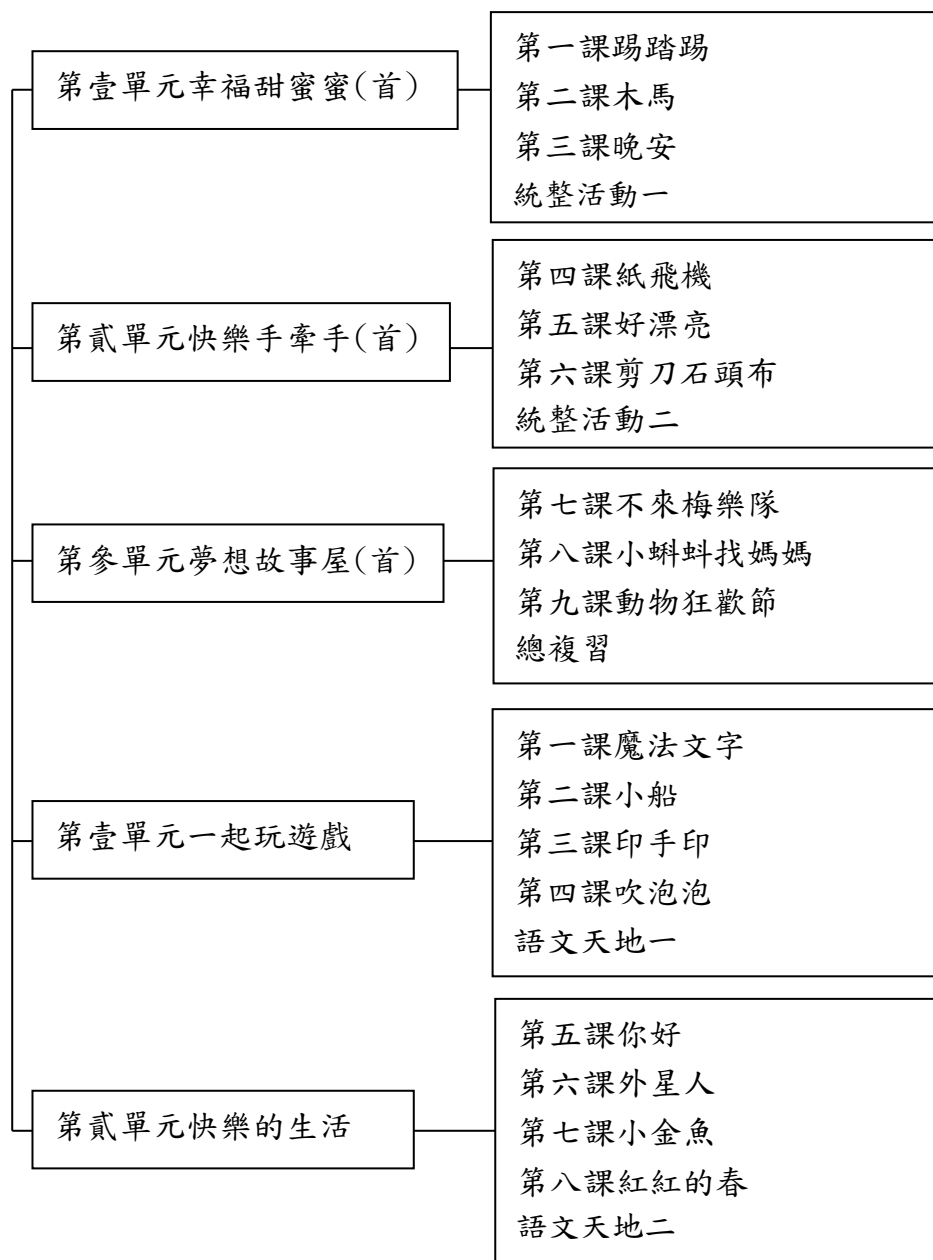 第壹單元幸福甜蜜蜜(首)
第一課踢踏踢
第二課木馬
第三課晚安
統整活動一
第貳單元快樂手牽手(首)
第四課紙飛機
第五課好漂亮
第六課剪刀石頭布
統整活動二
第參單元夢想故事屋(首)
第七課不來梅樂隊
第八課小蝌蚪找媽媽
第九課動物狂歡節
總複習
第壹單元一起玩遊戲
第一課魔法文字
第二課小船
第三課印手印
第四課吹泡泡
語文天地一
第貳單元快樂的生活
第五課你好
第六課外星人
第七課小金魚
第八課紅紅的春
語文天地二